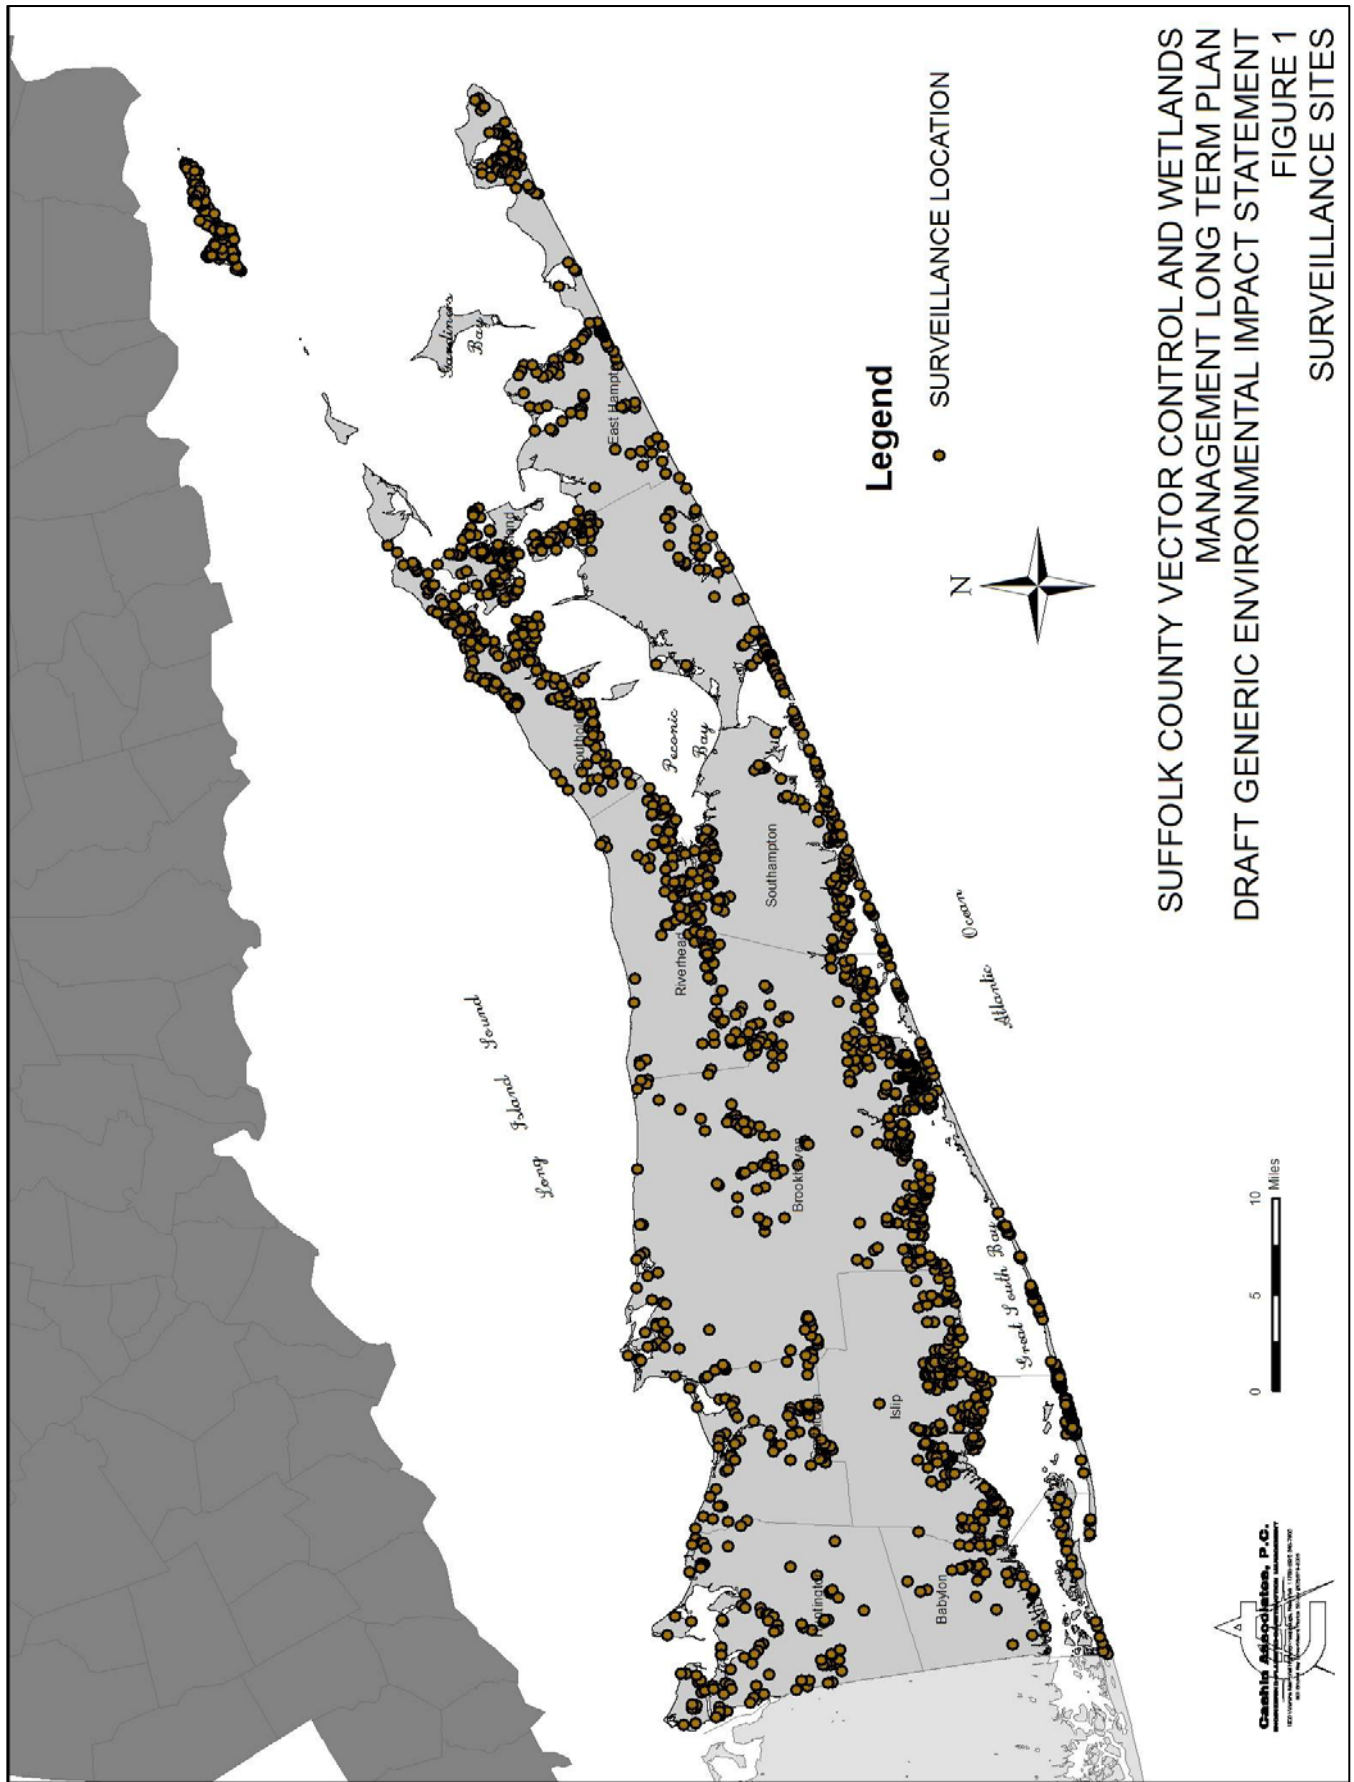 Gardiners
Bay
East Hampton
Peconic
Bay
Southampton
Riverhead
Long Island Sound
Atlantic Ocean
Brookhaven
Great South Bay
Islip
Babylon
Legend
SURVEILLANCE LOCATION
N
0 5 10
Miles
Cashin Associates, P.C.
SUFFOLK COUNTY VECTOR CONTROL AND WETLANDS
MANAGEMENT LONG TERM PLAN
DRAFT GENERIC ENVIRONMENTAL IMPACT STATEMENT
FIGURE 1
SURVEILLANCE SITES